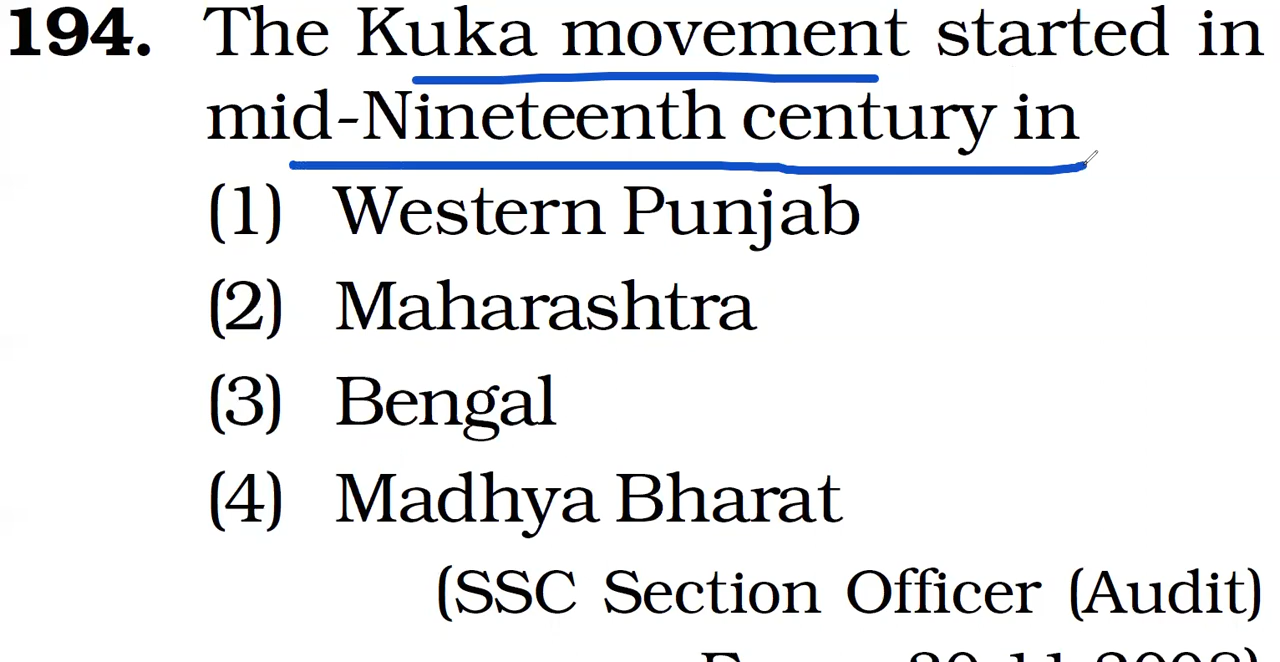 194. The Kuka movement started in
mid-Nineteenth century in
(1) Western Punjab
(2) Maharashtra
(3) Bengal
(4) Madhya Bharat
(SSC Section Officer (Audit)